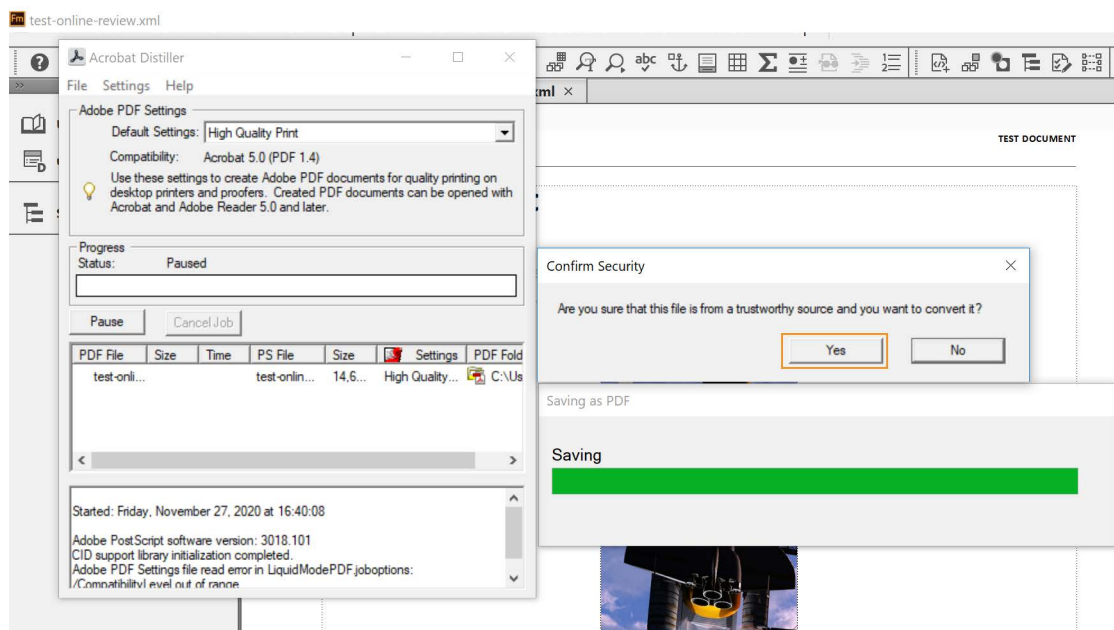 Fm test-online-review.xml
Acrobat Distiller
File Settings Help
Adobe PDF Settings
Default Settings: High Quality Print
Compatibility: Acrobat 5.0 (PDF 1.4)
Use these settings to create Adobe PDF documents for quality printing on
desktop printers and proofers. Created PDF documents can be opened with
Acrobat and Adobe Reader 5.0 and later.
Progress
Status: Paused
Pause Cancel Job
PDF File Size Time PS File Size Settings PDF Fold
test-onli... test-onlin... 14,6... High Quality... C:\Us
Started: Friday, November 27, 2020 at 16:40:08
Adobe PostScript software version: 3018.101
CID support library initialization completed.
Adobe PDF Settings file read error in LiquidModePDF.joboptions:
/CompatibilityLevel out of range
abc
xml ×
TEST DOCUMENT
Confirm Security
Are you sure that this file is from a trustworthy source and you want to convert it?
Yes No
Saving as PDF
Saving